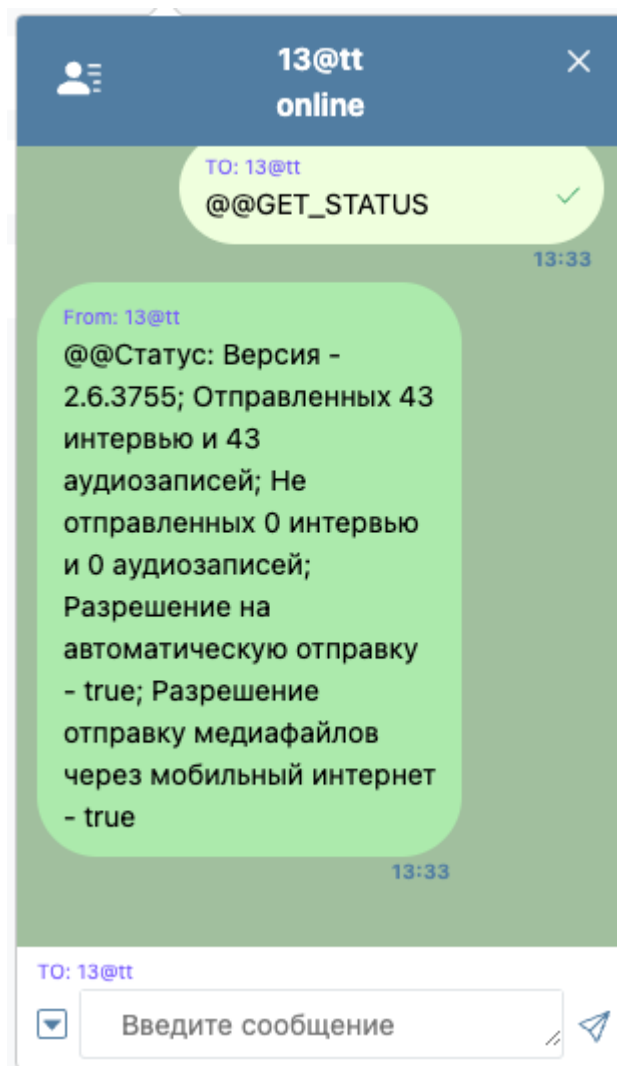 13@tt
online
TO: 13@tt
@@GET_STATUS
13:33
From: 13@tt
@@Статус: Версия -
2.6.3755; Отправленных 43
интервью и 43
аудиозаписей; Не
отправленных 0 интервью
и 0 аудиозаписей;
Разрешение на
автоматическую отправку
- true; Разрешение
отправку медиафайлов
через мобильный интернет
- true
13:33
TO: 13@tt
Введите сообщение